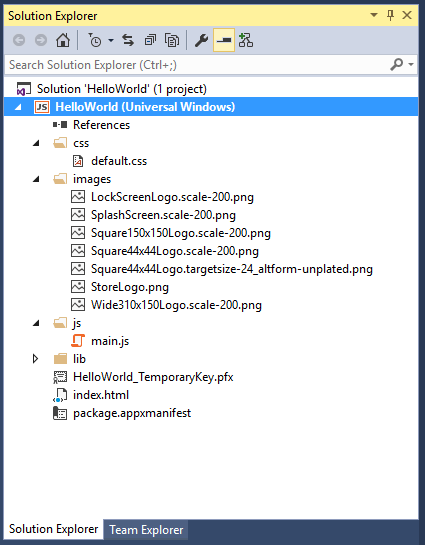 Solution Explorer
Search Solution Explorer (Ctrl+;)
Solution 'HelloWorld' (1 project)
JS HelloWorld (Universal Windows)
References
css
default.css
images
LockScreenLogo.scale-200.png
SplashScreen.scale-200.png
Square150x150Logo.scale-200.png
Square44x44Logo.scale-200.png
Square44x44Logo.targetsize-24_altform-unplated.png
StoreLogo.png
Wide310x150Logo.scale-200.png
js
main.js
lib
HelloWorld_TemporaryKey.pfx
index.html
package.appxmanifest
Solution Explorer Team Explorer